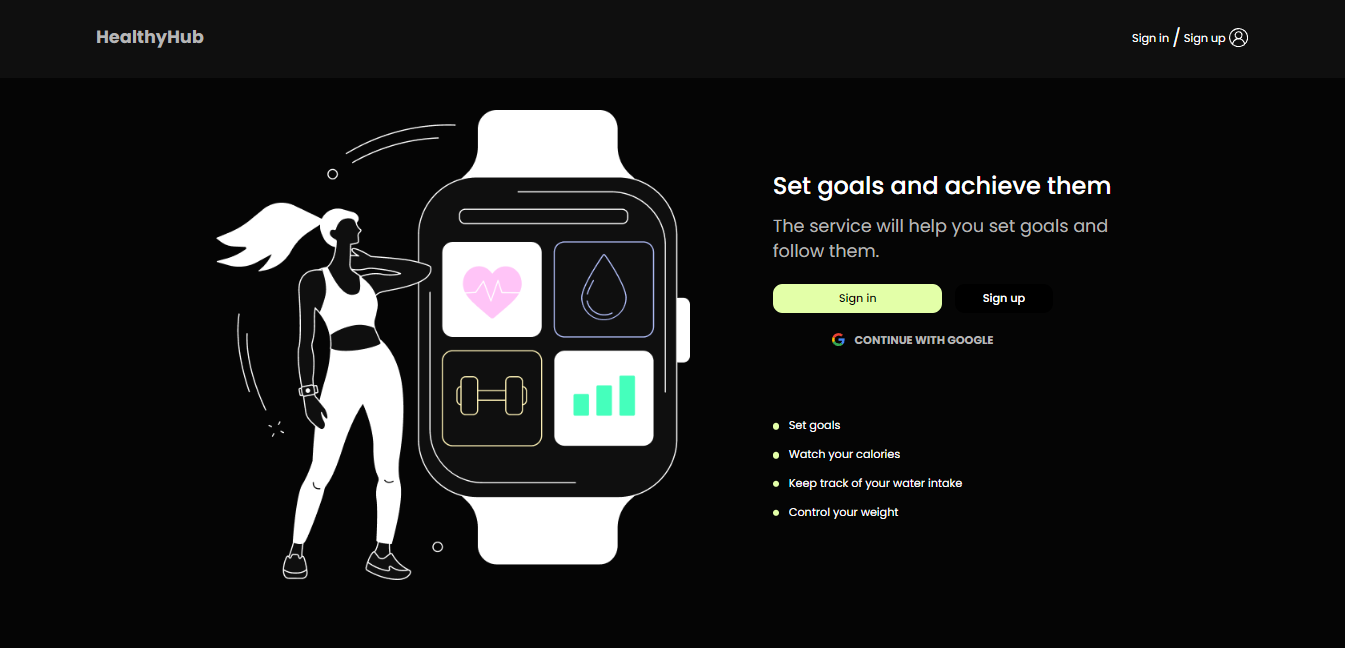 HealthyHub
Sign in / Sign up
Set goals and achieve them
The service will help you set goals and
follow them.
Sign in
Sign up
CONTINUE WITH GOOGLE
Set goals
Watch your calories
Keep track of your water intake
Control your weight